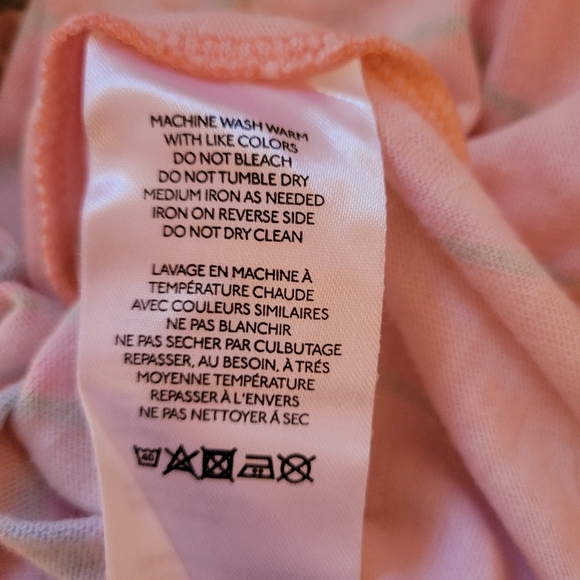 MACHINE WASH WARM
WITH LIKE COLORS
DO NOT BLEACH
DO NOT TUMBLE DRY
MEDIUM IRON AS NEEDED
IRON ON REVERSE SIDE
DO NOT DRY CLEAN
LAVAGE EN MACHINE À
TEMPÉRATURE CHAUDE
AVEC COULEURS SIMILAIRES
NE PAS BLANCHIR
NE PAS SECHER PAR CULBUTAGE
REPASSER, AU BESOIN, À TRÉS
MOYENNE TEMPÉRATURE
REPASSER À L'ENVERS
NE PAS NETTOYER Á SEC
40